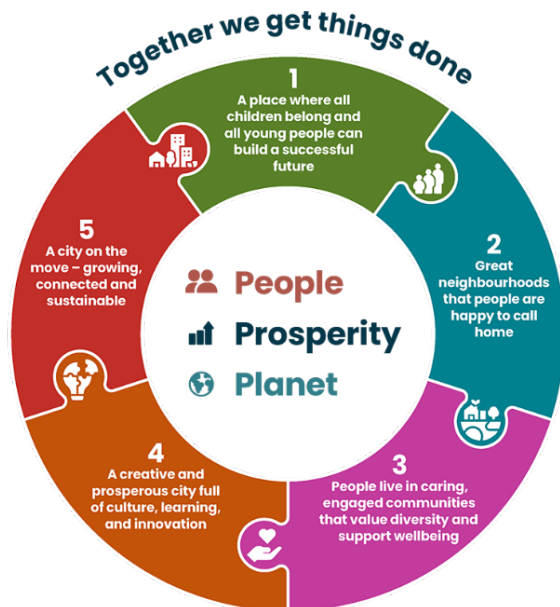 Together we get things done
1
A place where all
children belong and
all young people can
build a successful
future
2
Great
neighbourhoods
that people are
happy to call
home
3
People live in caring,
engaged communities
that value diversity and
support wellbeing
4
A creative and
prosperous city full
of culture, learning,
and innovation
5
A city on the
move – growing,
connected and
sustainable
People
Prosperity
Planet